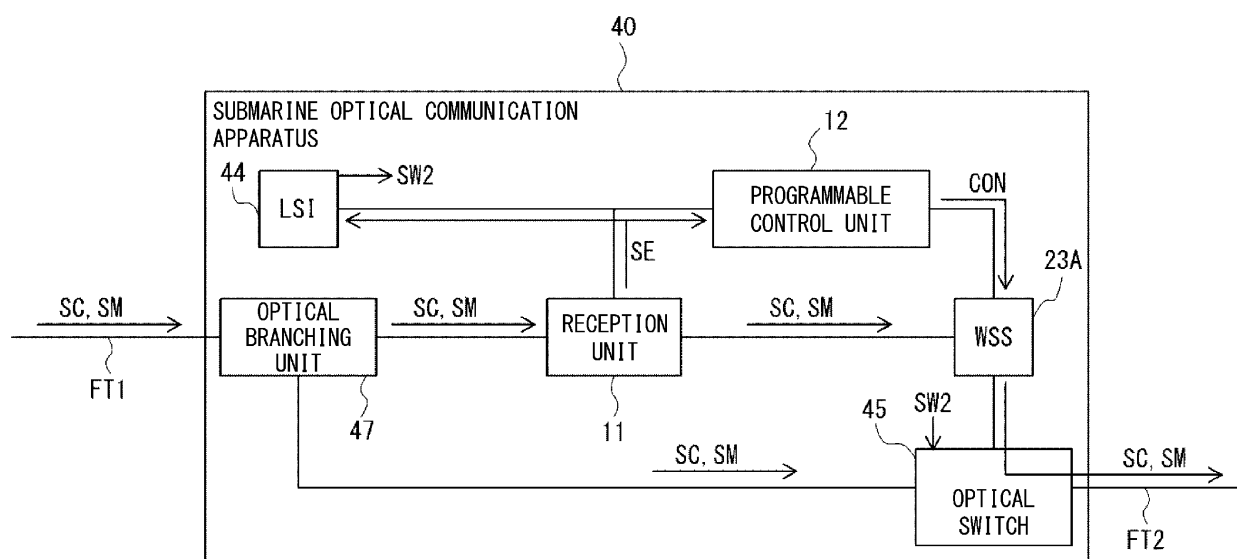 40
SUBMARINE OPTICAL COMMUNICATION
APPARATUS
12
44
SW2
CON
LSI
PROGRAMMABLE
CONTROL UNIT
SE
23A
SC, SM
OPTICAL
BRANCHING
UNIT
SC, SM
RECEPTION
UNIT
SC, SM
WSS
FT1
47
11
SW2
45
SC, SM
SC, SM
OPTICAL
SWITCH
FT2